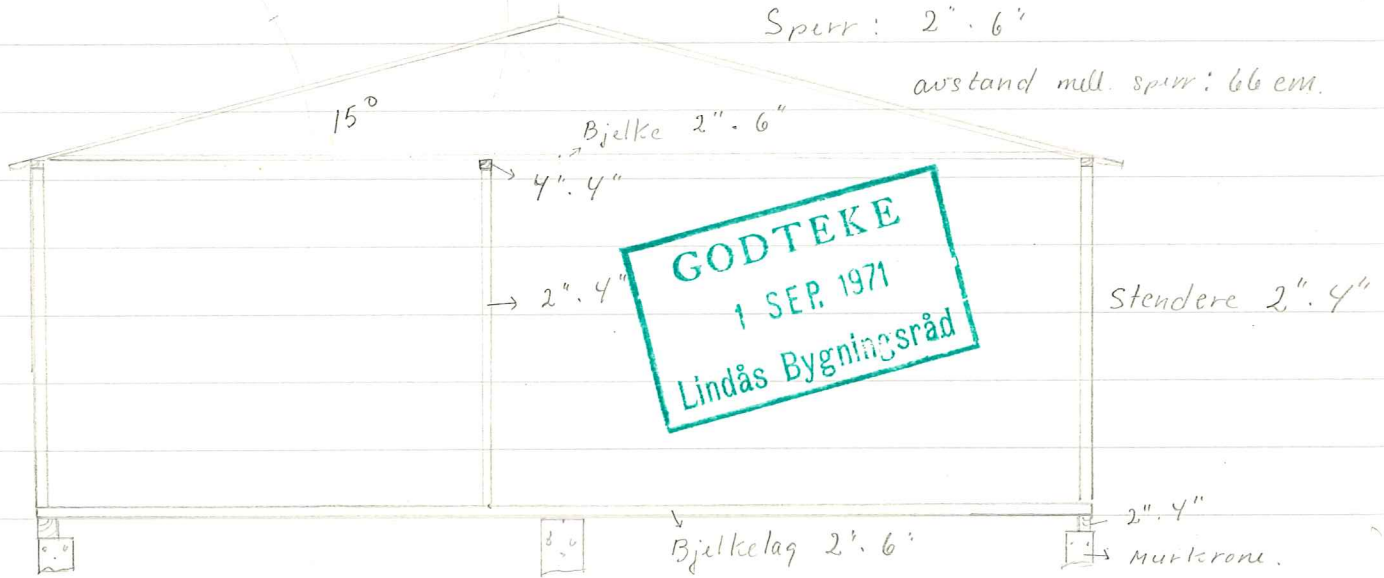 Sperr: 2" . 6"
avstand mell. sperr: 66 cm.
15°
Bjelke 2" . 6"
4" . 4"
GODTEKE
1 SEP. 1971
Lindås Bygningsråd
2" . 4"
Stendere 2" . 4"
2" . 4"
Bjelkelag 2" . 6"
Murkrone.